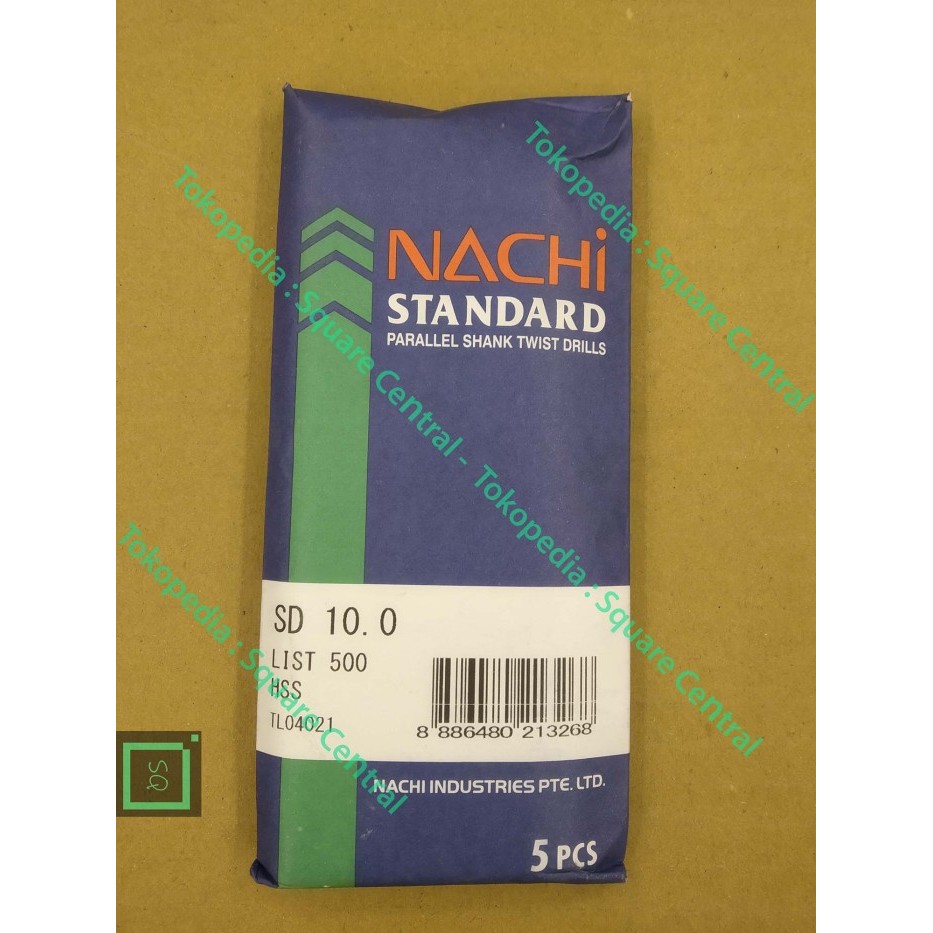 NACHi
STANDARD
PARALLEL SHANK TWIST DRILLS
SD 10.0
LIST 500
HSS
TL04021
8 886480 213268
NACHI INDUSTRIES PTE. LTD.
5 PCS
Tokopedia : Square Central - Tokopedia : Square Central
Tokopedia : Square Central
Tokopedia : Square Central
SQ